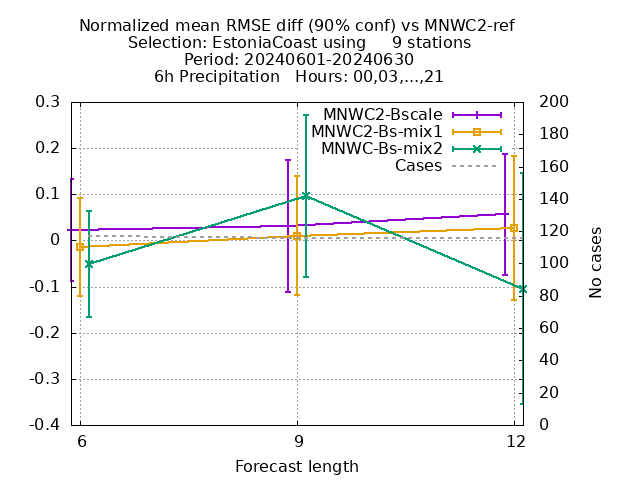 Normalized mean RMSE diff (90% conf) vs MNWC2-ref
Selection: EstoniaCoast using 9 stations
Period: 20240601-20240630
6h Precipitation Hours: 00,03,...,21
MNWC2-Bscale
MNWC2-Bs-mix1
MNWC-Bs-mix2
Cases
0.3
0.2
0.1
0
-0.1
-0.2
-0.3
-0.4
200
180
160
140
120
100
80
60
40
20
0
No cases
6
9
12
Forecast length